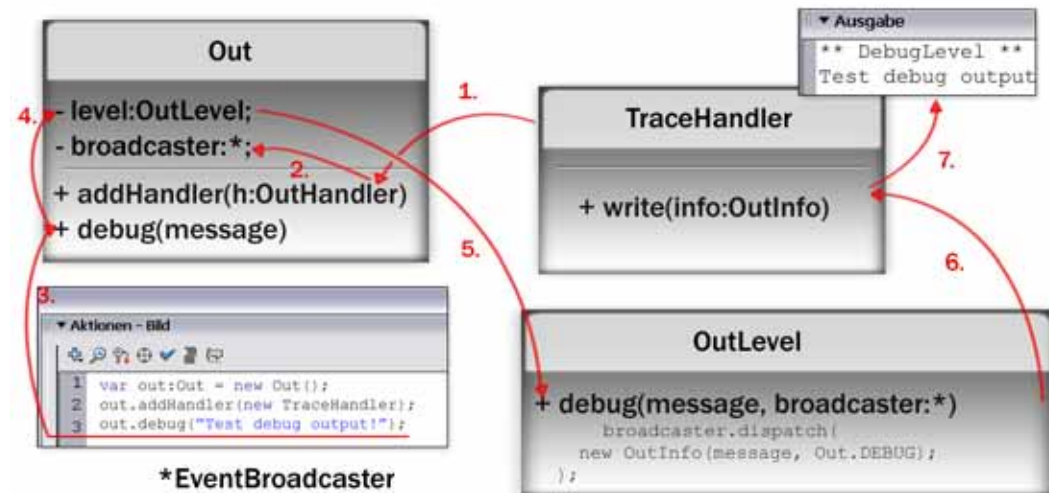 Out
- level:OutLevel;
- broadcaster:*;
+ addHandler(h:OutHandler)
+ debug(message)
1.
2.
3.
4.
5.
6.
7.
TraceHandler
+ write(info:OutInfo)
Ausgabe
** DebugLevel **
Test debug output
Aktionen - Bild
1 var out:Out = new Out();
2 out.addHandler(new TraceHandler);
3 out.debug("Test debug output!");
*EventBroadcaster
OutLevel
+ debug(message, broadcaster:*)
broadcaster.dispatch(
new OutInfo(message, Out.DEBUG);
);